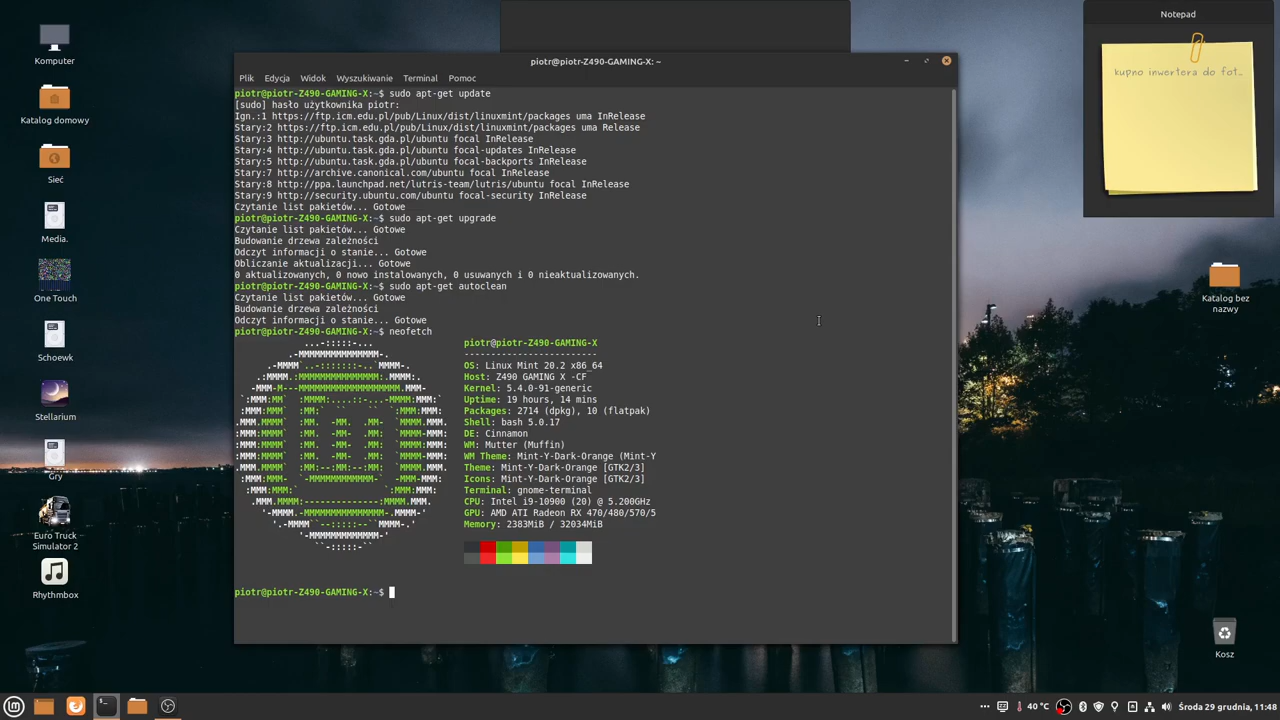 Komputer
Katalog domowy
Sieć
Media.
One Touch
Schoewk
Stellarium
Gry
Euro Truck
Simulator 2
Rhythmbox
piotr@piotr-Z490-GAMING-X: ~
Plik Edycja Widok Wyszukiwanie Terminal Pomoc
piotr@piotr-Z490-GAMING-X:~$ sudo apt-get update
[sudo] hasło użytkownika piotr:
Ign.:1 https://ftp.icm.edu.pl/pub/Linux/dist/linuxmint/packages uma InRelease
Stary:2 https://ftp.icm.edu.pl/pub/Linux/dist/linuxmint/packages uma Release
Stary:3 http://ubuntu.task.gda.pl/ubuntu focal InRelease
Stary:4 http://ubuntu.task.gda.pl/ubuntu focal-updates InRelease
Stary:5 http://ubuntu.task.gda.pl/ubuntu focal-backports InRelease
Stary:7 http://archive.canonical.com/ubuntu focal InRelease
Stary:8 http://ppa.launchpad.net/lutris-team/lutris/ubuntu focal InRelease
Stary:9 http://security.ubuntu.com/ubuntu focal-security InRelease
Czytanie list pakietów... Gotowe
piotr@piotr-Z490-GAMING-X:~$ sudo apt-get upgrade
Czytanie list pakietów... Gotowe
Budowanie drzewa zależności
Odczyt informacji o stanie... Gotowe
Obliczanie aktualizacji... Gotowe
0 aktualizowanych, 0 nowo instalowanych, 0 usuwanych i 0 nieaktualizowanych.
piotr@piotr-Z490-GAMING-X:~$ sudo apt-get autoclean
Czytanie list pakietów... Gotowe
Budowanie drzewa zależności
Odczyt informacji o stanie... Gotowe
piotr@piotr-Z490-GAMING-X:~$ neofetch
piotr@piotr-Z490-GAMING-X
-------------------------
OS: Linux Mint 20.2 x86_64
Host: Z490 GAMING X -CF
Kernel: 5.4.0-91-generic
Uptime: 19 hours, 14 mins
Packages: 2714 (dpkg), 10 (flatpak)
Shell: bash 5.0.17
DE: Cinnamon
WM: Mutter (Muffin)
WM Theme: Mint-Y-Dark-Orange (Mint-Y
Theme: Mint-Y-Dark-Orange [GTK2/3]
Icons: Mint-Y-Dark-Orange [GTK2/3]
Terminal: gnome-terminal
CPU: Intel i9-10900 (20) @ 5.200GHz
GPU: AMD ATI Radeon RX 470/480/570/5
Memory: 2383MiB / 32034MiB
piotr@piotr-Z490-GAMING-X:~$
Notepad
kupno inwertera do fot..
Katalog bez
nazwy
Kosz
40 °C
Środa 29 grudnia, 11:48